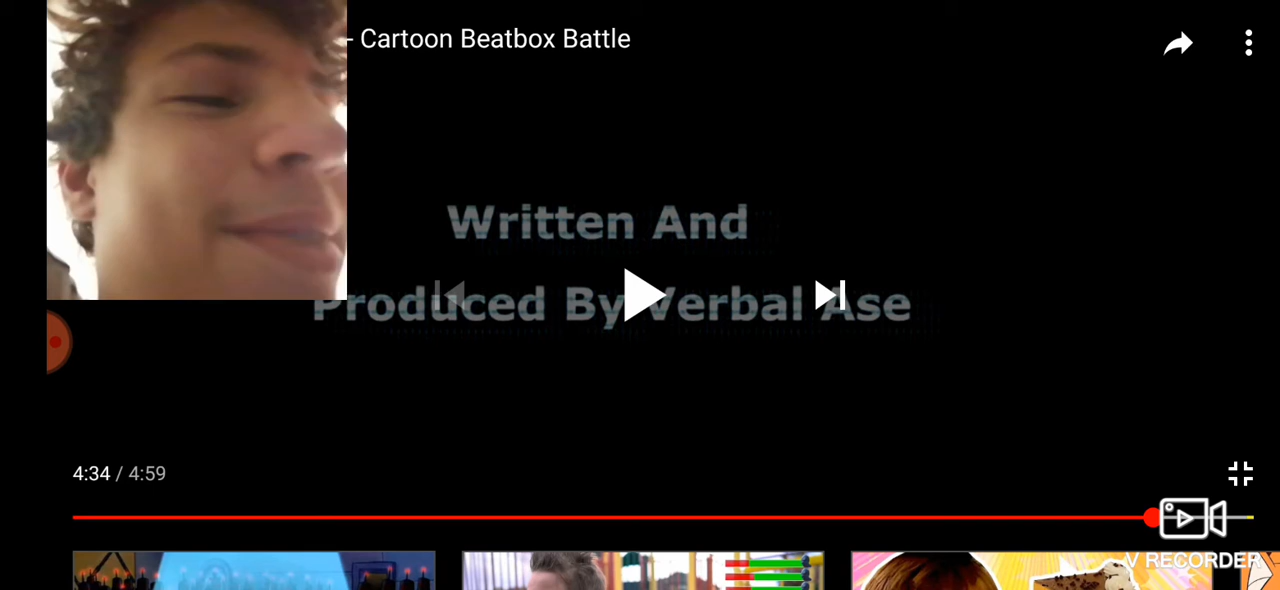 - Cartoon Beatbox Battle
Written And
Produced By Verbal Ase
4:34 / 4:59
V RECORDER